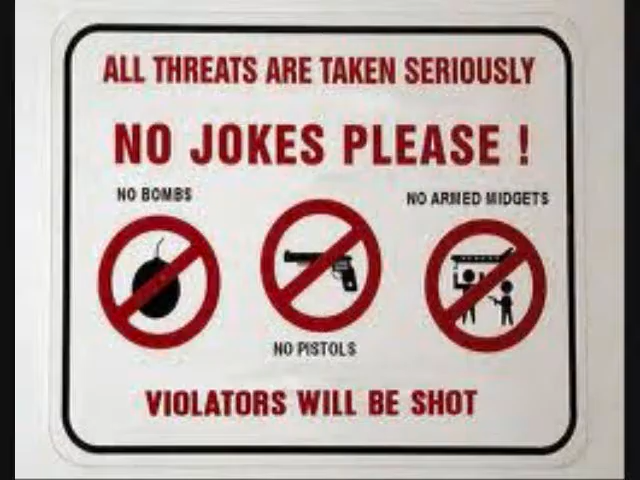 ALL THREATS ARE TAKEN SERIOUSLY
NO JOKES PLEASE !
NO BOMBS
NO ARMED MIDGETS
NO PISTOLS
VIOLATORS WILL BE SHOT